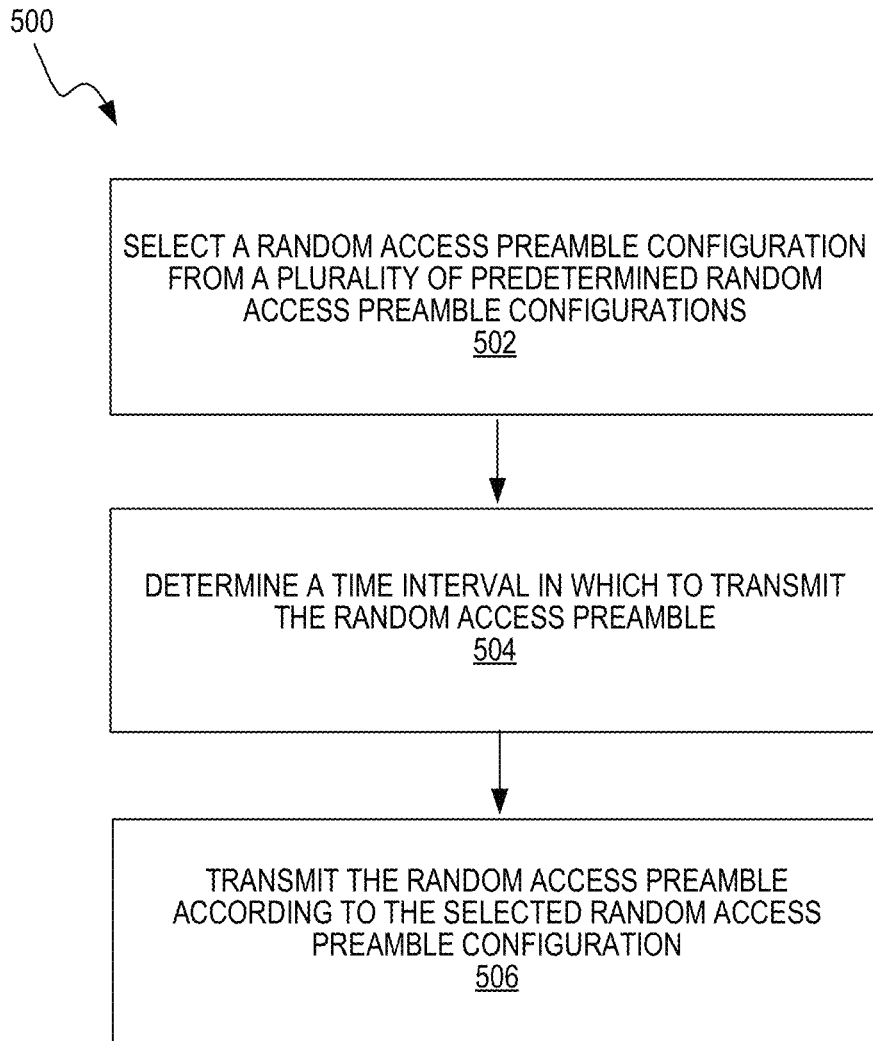 500
SELECT A RANDOM ACCESS PREAMBLE CONFIGURATION
FROM A PLURALITY OF PREDETERMINED RANDOM
ACCESS PREAMBLE CONFIGURATIONS
502
DETERMINE A TIME INTERVAL IN WHICH TO TRANSMIT
THE RANDOM ACCESS PREAMBLE
504
TRANSMIT THE RANDOM ACCESS PREAMBLE
ACCORDING TO THE SELECTED RANDOM ACCESS
PREAMBLE CONFIGURATION
506